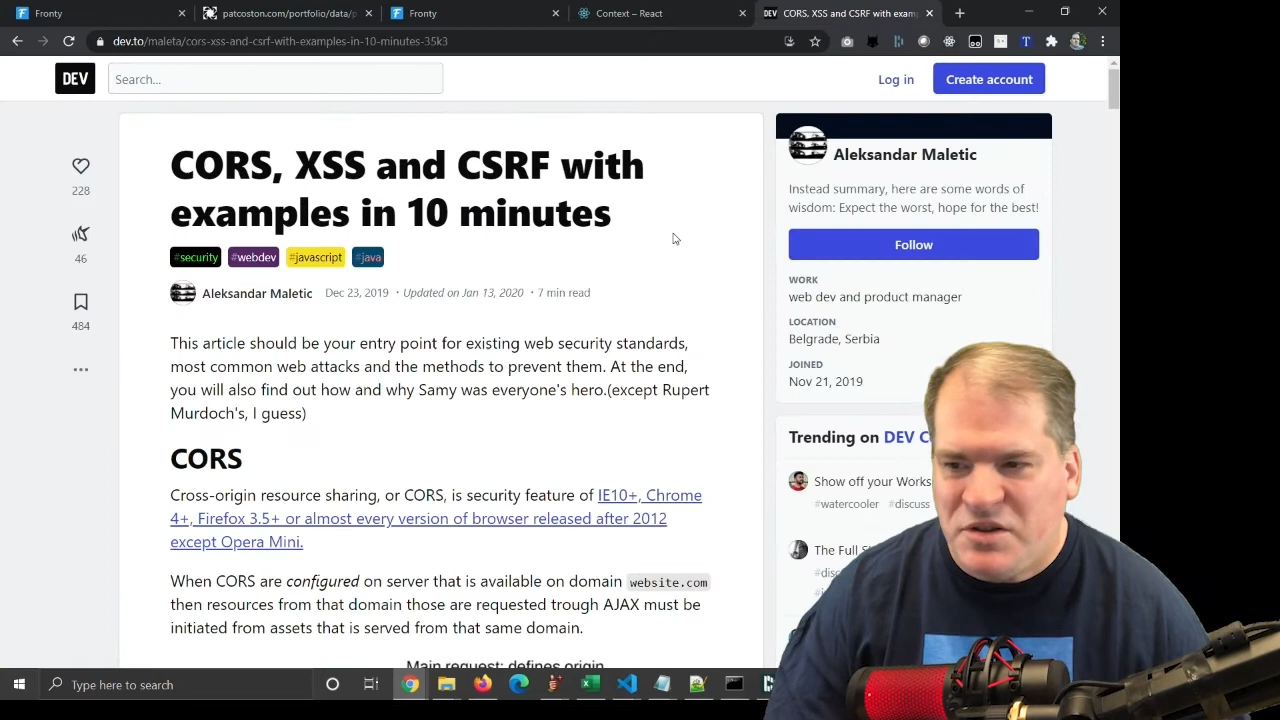 Fronty
patcoston.com/portfolio/data/p
Fronty
Context – React
CORS, XSS and CSRF with exam
dev.to/maleta/cors-xss-and-csrf-with-examples-in-10-minutes-35k3
DEV
Search...
Log in
Create account
228
46
484
CORS, XSS and CSRF with
examples in 10 minutes
#security #webdev #javascript #java
Aleksandar Maletic Dec 23, 2019 · Updated on Jan 13, 2020 · 7 min read
This article should be your entry point for existing web security standards,
most common web attacks and the methods to prevent them. At the end,
you will also find out how and why Samy was everyone's hero.(except Rupert
Murdoch's, I guess)
CORS
Cross-origin resource sharing, or CORS, is security feature of IE10+, Chrome
4+, Firefox 3.5+ or almost every version of browser released after 2012
except Opera Mini.
When CORS are configured on server that is available on domain website.com
then resources from that domain those are requested trough AJAX must be
initiated from assets that is served from that same domain.
Main request: defines origin
Aleksandar Maletic
Instead summary, here are some words of
wisdom: Expect the worst, hope for the best!
Follow
WORK
web dev and product manager
LOCATION
Belgrade, Serbia
JOINED
Nov 21, 2019
Trending on DEV C
Show off your Works
#watercooler #discuss
The Full S
#disc
Type here to search